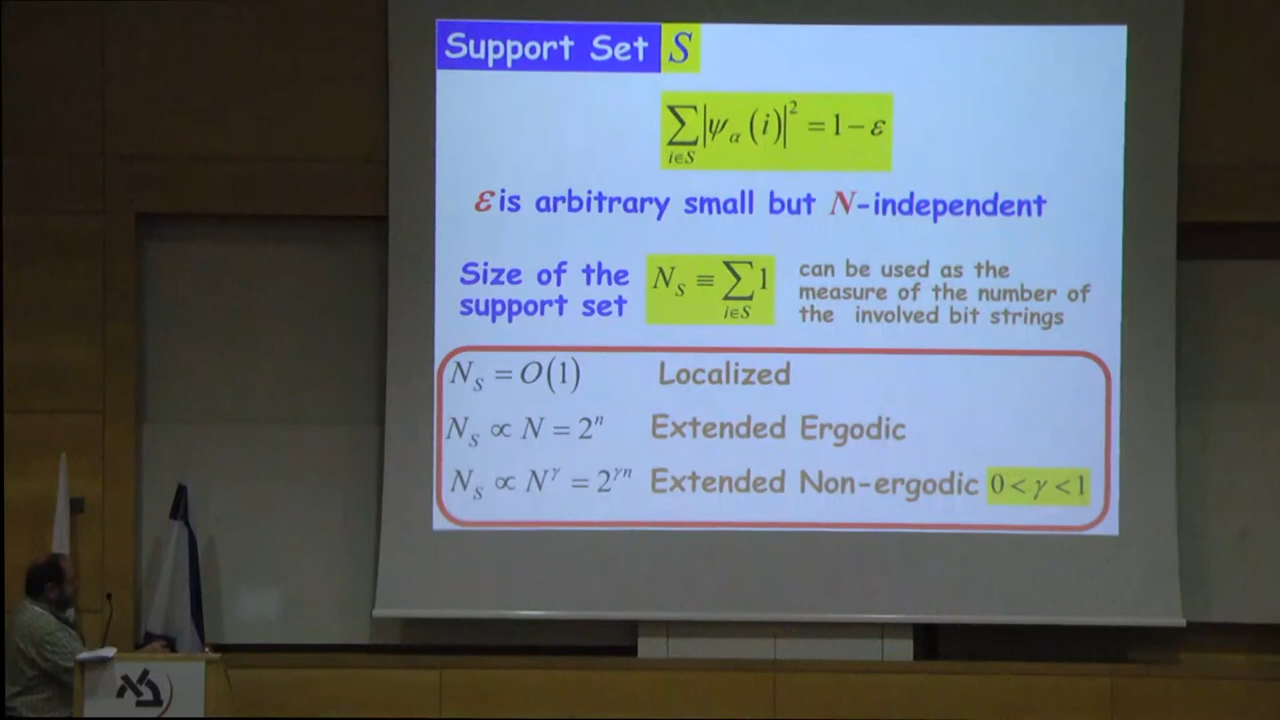 Support Set S
∑_{i∈S} |ψ_α(i)|² = 1 − ε
ε is arbitrary small but N-independent
Size of the support set
N_S ≡ ∑_{i∈S} 1
can be used as the
measure of the number of
the involved bit strings
N_S = O(1) Localized
N_S ∝ N = 2^n Extended Ergodic
N_S ∝ N^γ = 2^{γn} Extended Non-ergodic 0 < γ < 1